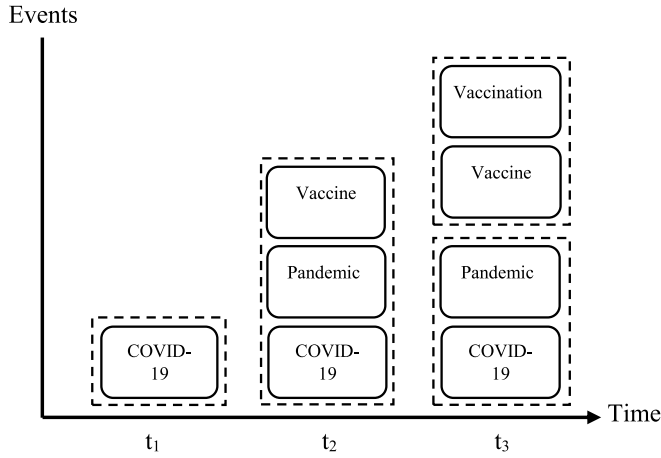 Events
Vaccination
Vaccine
Vaccine
Pandemic
Pandemic
COVID-
19
COVID-
19
COVID-
19
Time
t₁
t₂
t₃